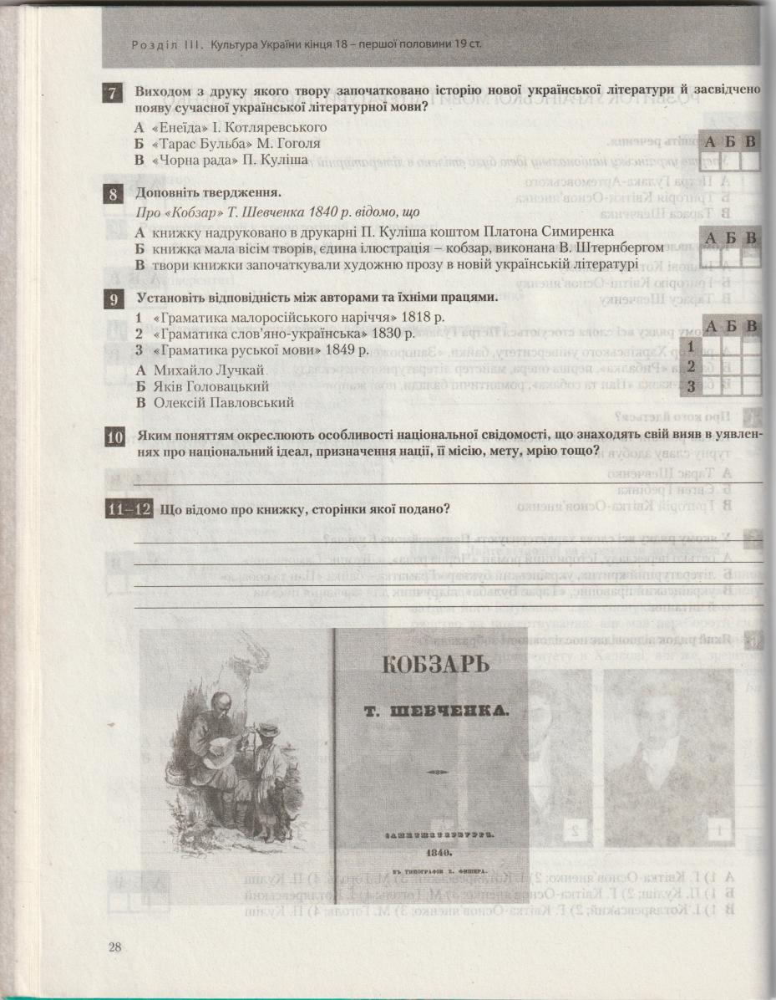 Розділ III. Культура України кінця 18 – першої половини 19 ст.
7 Виходом з друку якого твору започатковано історію нової української літератури й засвідчено
появу сучасної української літературної мови?
А «Енеїда» І. Котляревського
Б «Тарас Бульба» М. Гоголя
В «Чорна рада» П. Куліша
А Б В
8 Доповніть твердження.
Про «Кобзар» Т. Шевченка 1840 р. відомо, що
А книжку надруковано в друкарні П. Куліша коштом Платона Симиренка
Б книжка мала вісім творів, єдина ілюстрація – кобзар, виконана В. Штернбергом
В твори книжки започаткували художню прозу в новій українській літературі
А Б В
9 Установіть відповідність між авторами та їхніми працями.
1 «Граматика малоросійського наріччя» 1818 р.
2 «Граматика слов’яно-українська» 1830 р.
3 «Граматика руської мови» 1849 р.
А Михайло Лучкай
Б Яків Головацький
В Олексій Павловський
А Б В
1
2
3
10 Яким поняттям окреслюють особливості національної свідомості, що знаходять свій вияв в уявлен-
нях про національний ідеал, призначення нації, її місію, мету, мрію тощо?
11–12 Що відомо про книжку, сторінки якої подано?
КОБЗАРЬ
Т. ШЕВЧЕНКА.
САНКТПЕТЕРБУРГЪ.
1840.
ВЪ ТИПОГРАФІИ Е. ФИШЕРА.
28